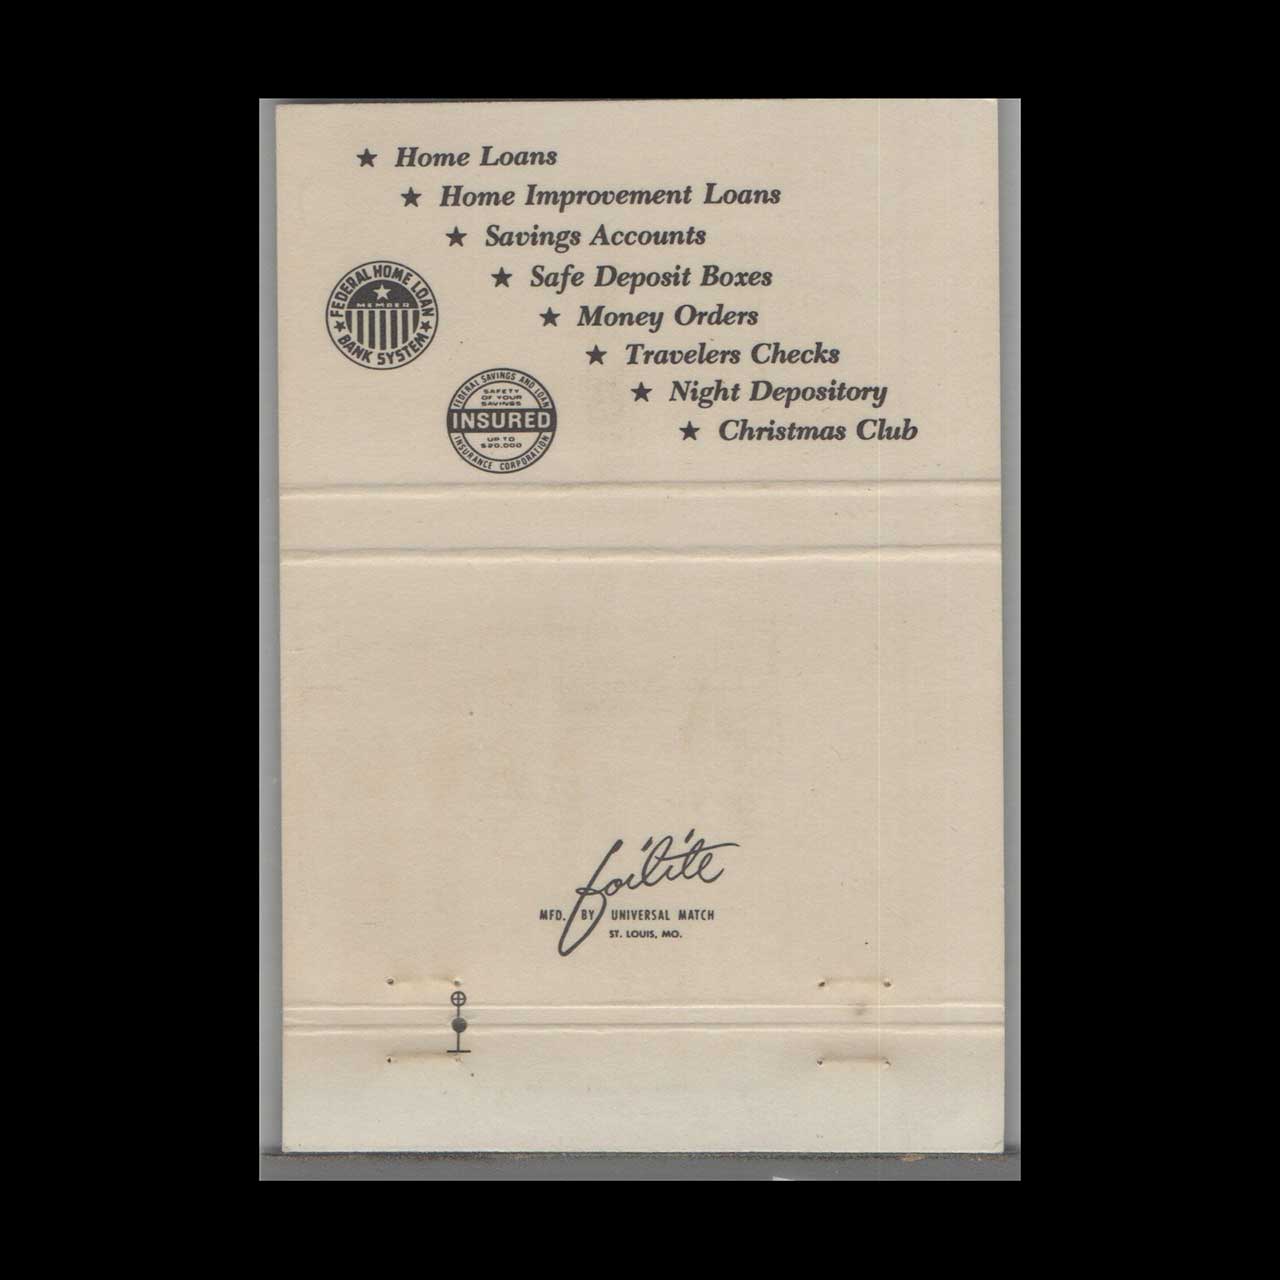 ★ Home Loans
★ Home Improvement Loans
★ Savings Accounts
★ Safe Deposit Boxes
★ Money Orders
★ Travelers Checks
★ Night Depository
★ Christmas Club
FEDERAL HOME LOAN
MEMBER
BANK SYSTEM
FEDERAL SAVINGS AND LOAN
SAFETY
OF YOUR
SAVINGS
INSURED
UP TO
$20,000
INSURANCE CORPORATION
foilite
MFD. BY UNIVERSAL MATCH
ST. LOUIS, MO.